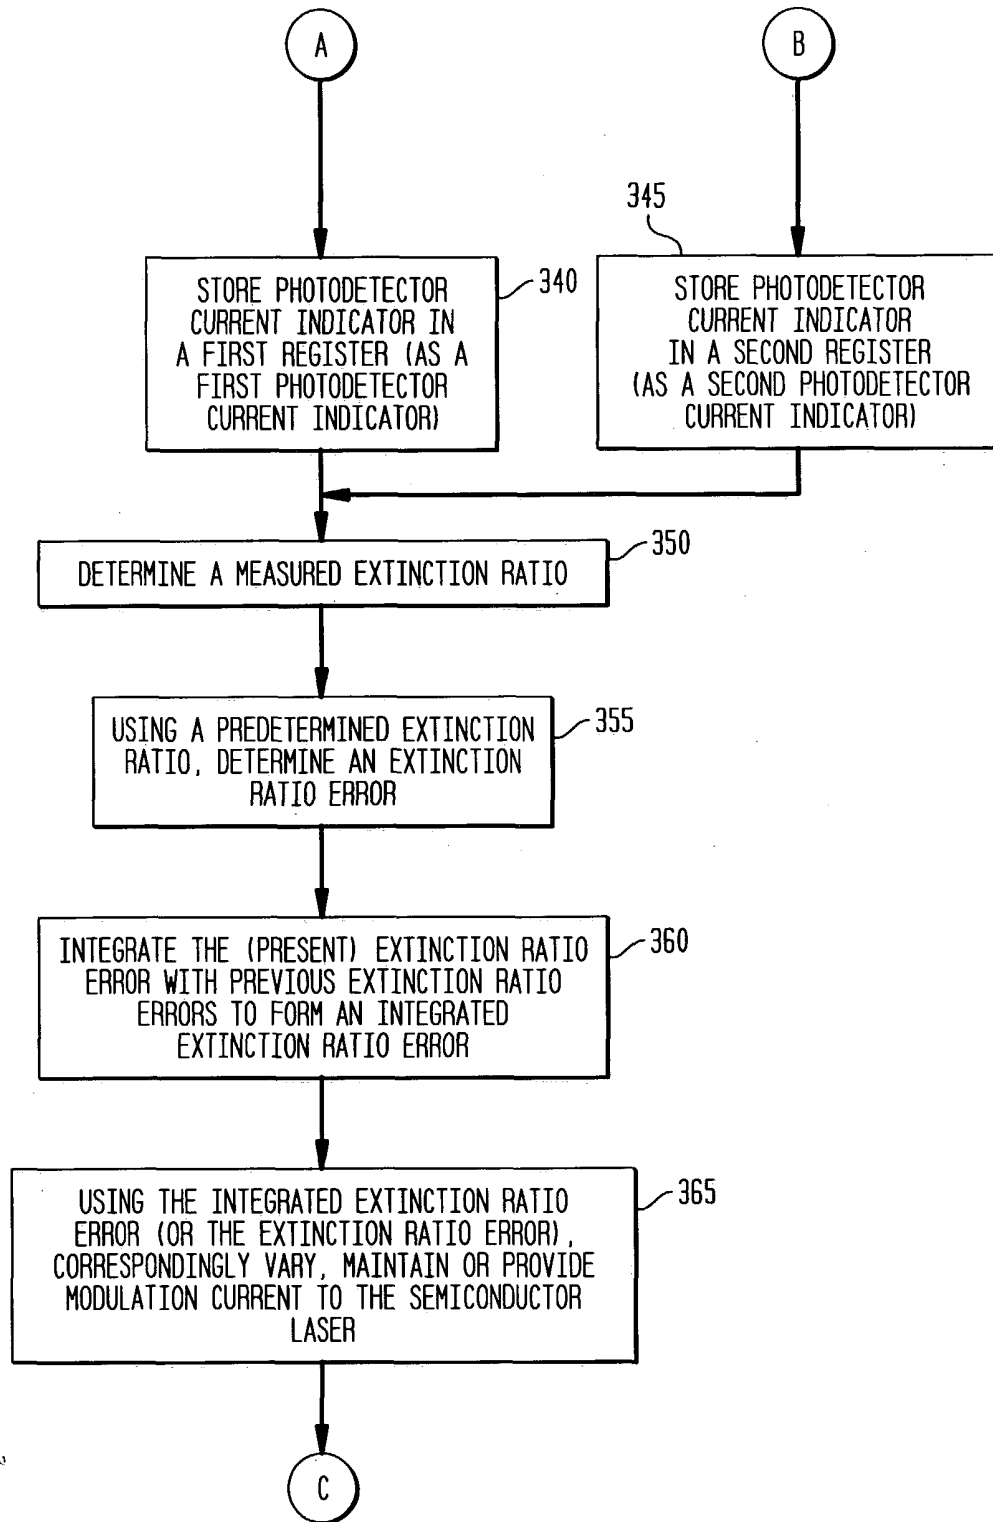 A
B
345
STORE PHOTODETECTOR
CURRENT INDICATOR IN
A FIRST REGISTER (AS A
FIRST PHOTODETECTOR
CURRENT INDICATOR)
340
STORE PHOTODETECTOR
CURRENT INDICATOR
IN A SECOND REGISTER
(AS A SECOND PHOTODETECTOR
CURRENT INDICATOR)
350
DETERMINE A MEASURED EXTINCTION RATIO
355
USING A PREDETERMINED EXTINCTION
RATIO, DETERMINE AN EXTINCTION
RATIO ERROR
360
INTEGRATE THE (PRESENT) EXTINCTION RATIO
ERROR WITH PREVIOUS EXTINCTION RATIO
ERRORS TO FORM AN INTEGRATED
EXTINCTION RATIO ERROR
365
USING THE INTEGRATED EXTINCTION RATIO
ERROR (OR THE EXTINCTION RATIO ERROR),
CORRESPONDINGLY VARY, MAINTAIN OR PROVIDE
MODULATION CURRENT TO THE SEMICONDUCTOR
LASER
C